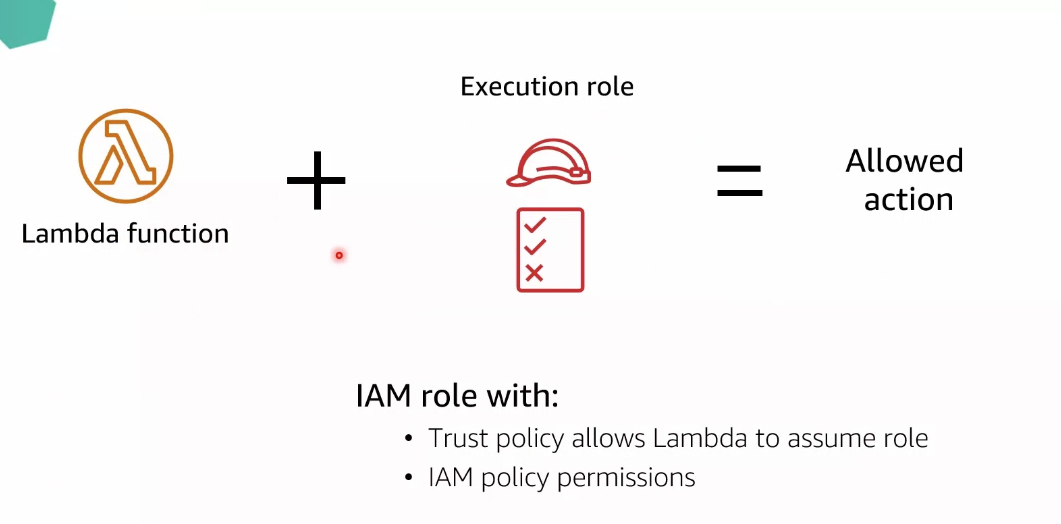 Execution role
Lambda function
Allowed
action
IAM role with:
• Trust policy allows Lambda to assume role
• IAM policy permissions